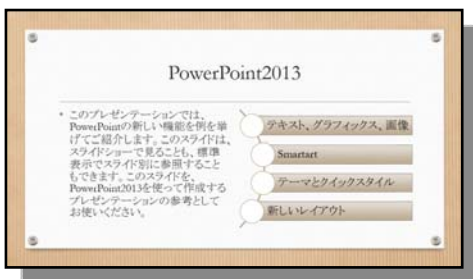 PowerPoint2013
• このプレゼンテーションでは、
PowerPointの新しい機能を例を挙
げてご紹介します。このスライドは、
スライドショーで見ることも、標準
表示でスライド別に参照すること
もできます。このスライドを、
PowerPoint2013を使って作成する
プレゼンテーションの参考として
お使いください。
テキスト、グラフィックス、画像
Smartart
テーマとクイックスタイル
新しいレイアウト